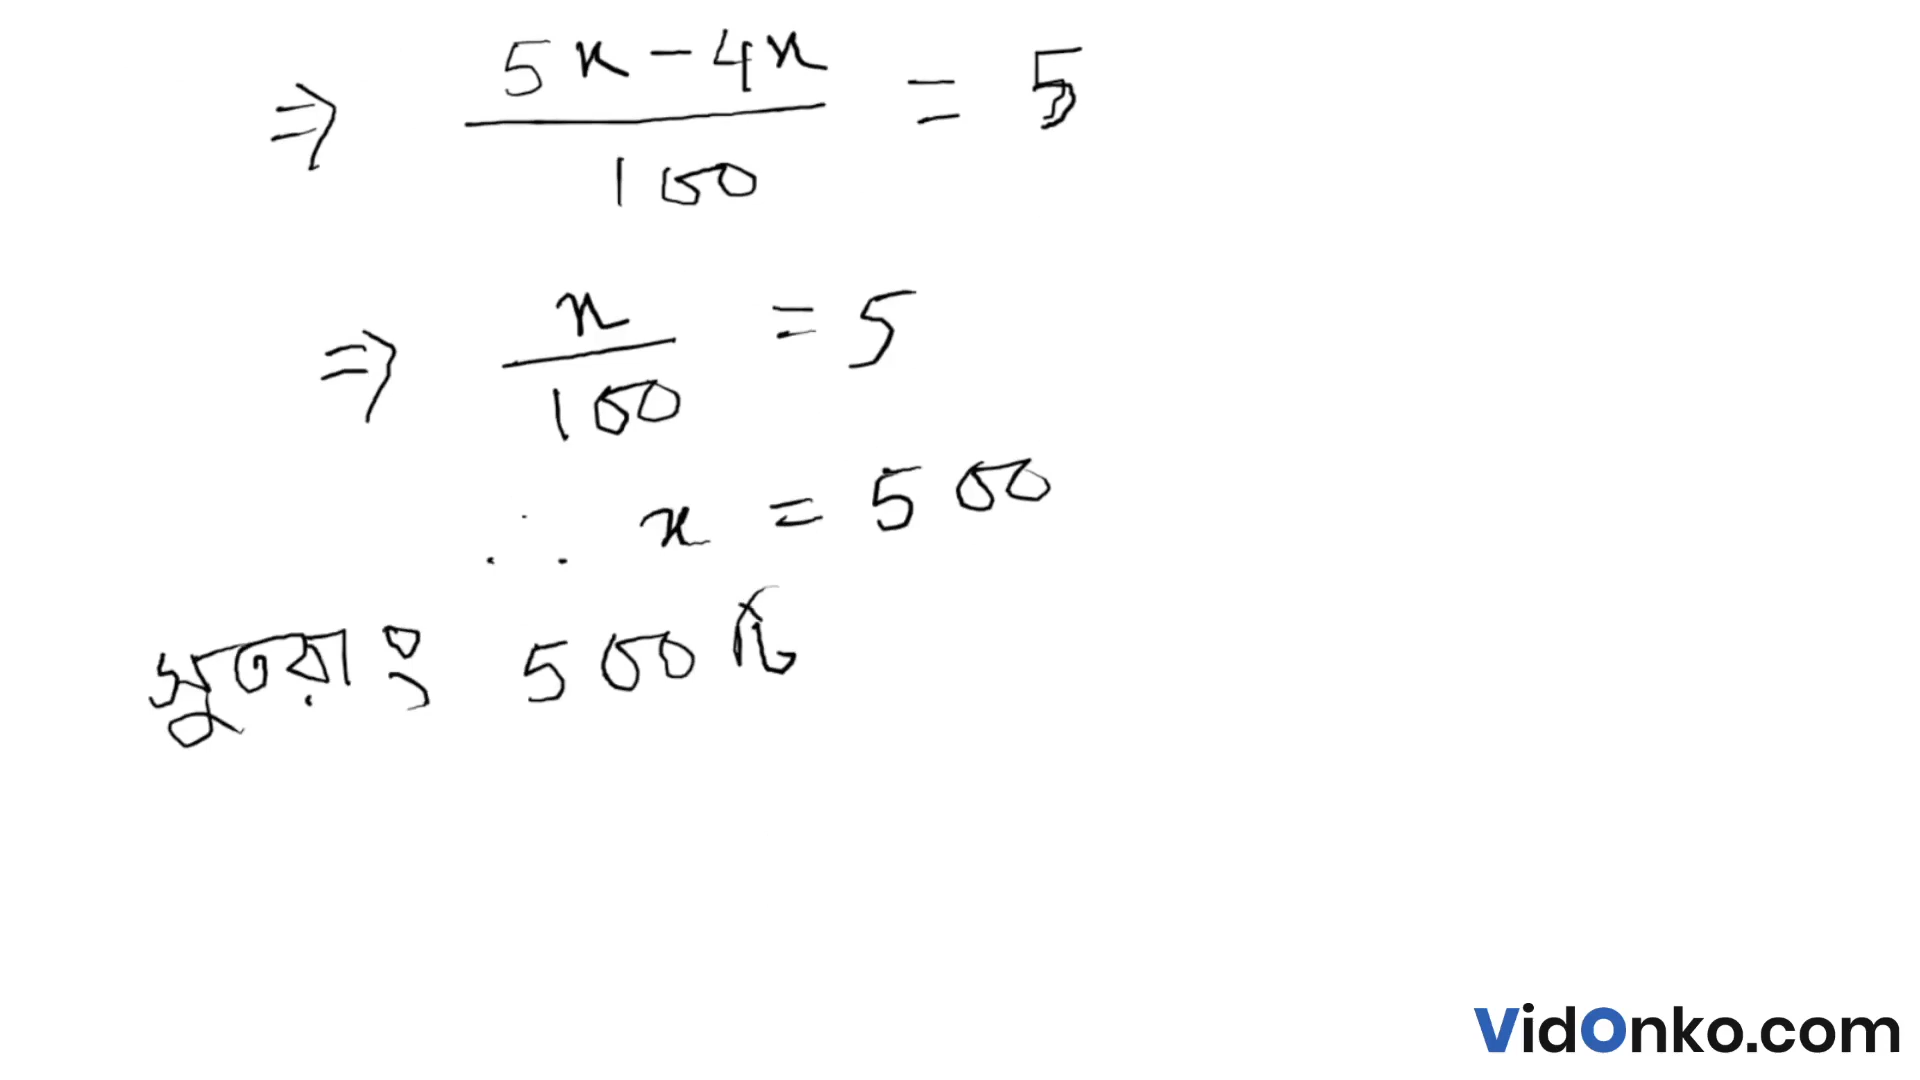 ⇒ (5x - 4x)/100 = 5
⇒ x/100 = 5
∴ x = 500
সুতরাং 500 টি
VidOnko.com